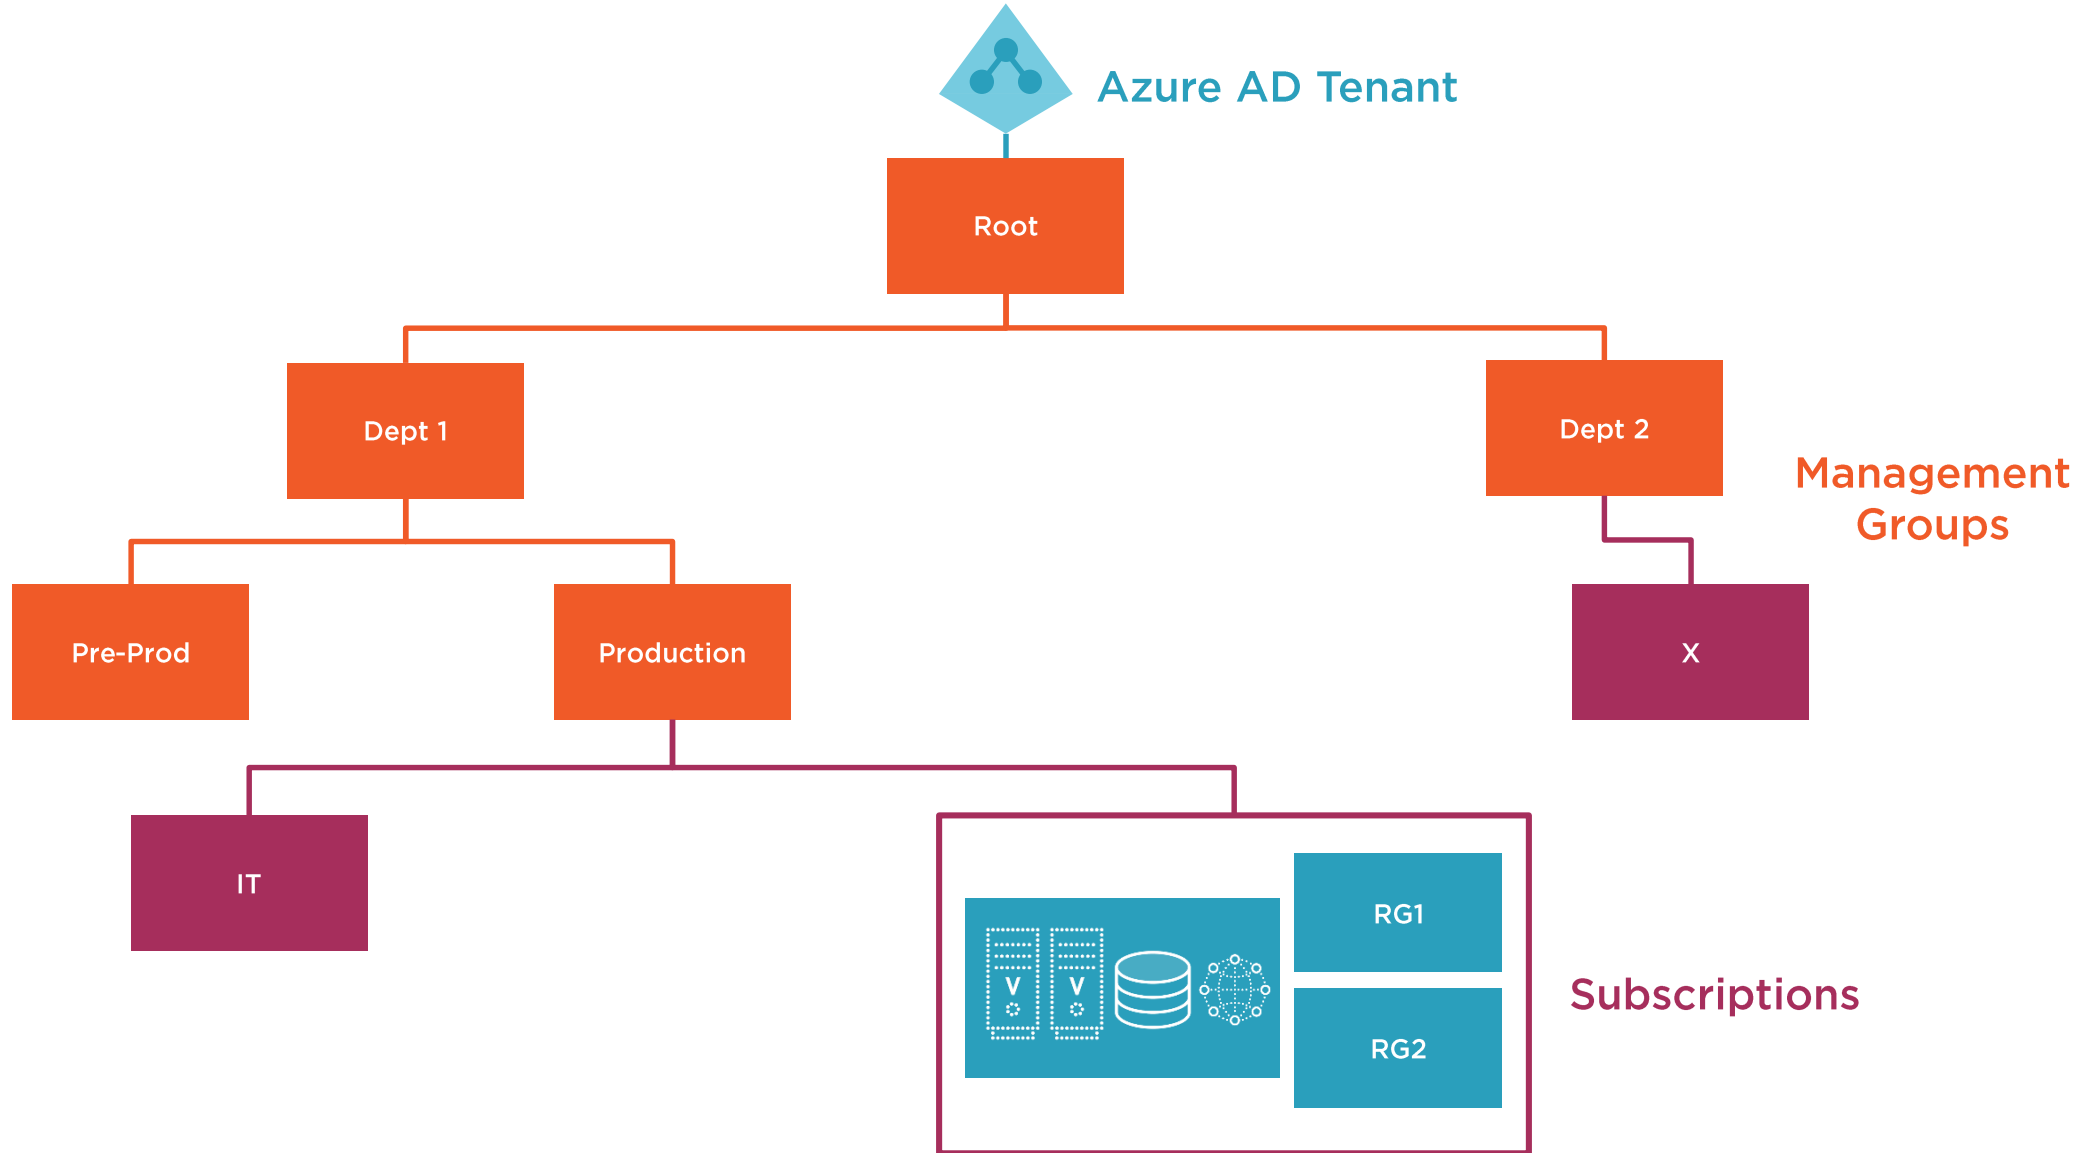 Azure AD Tenant
Root
Dept 1
Dept 2
Management
Groups
Pre-Prod
Production
X
IT
V
V
RG1
RG2
Subscriptions